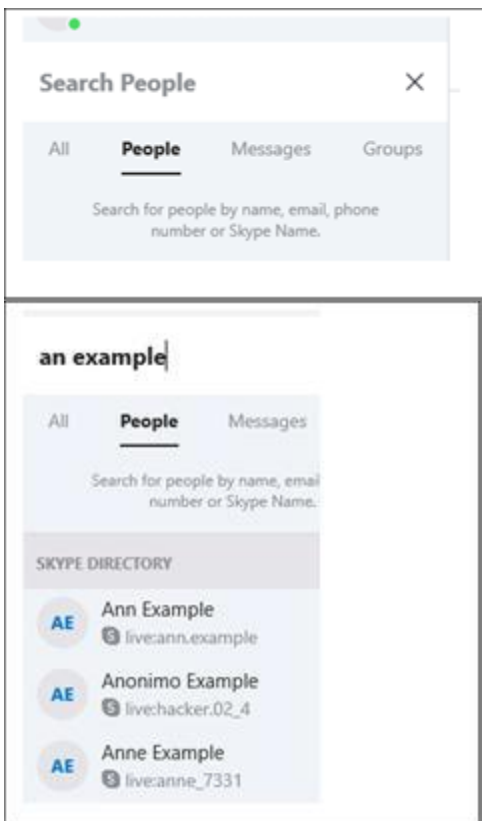 Search People
All People Messages Groups
Search for people by name, email, phone
number or Skype Name.
an example
All People Messages
Search for people by name, emai
number or Skype Name.
SKYPE DIRECTORY
AE Ann Example
live:ann.example
AE Anonimo Example
live:hacker.02_4
AE Anne Example
live:anne_7331